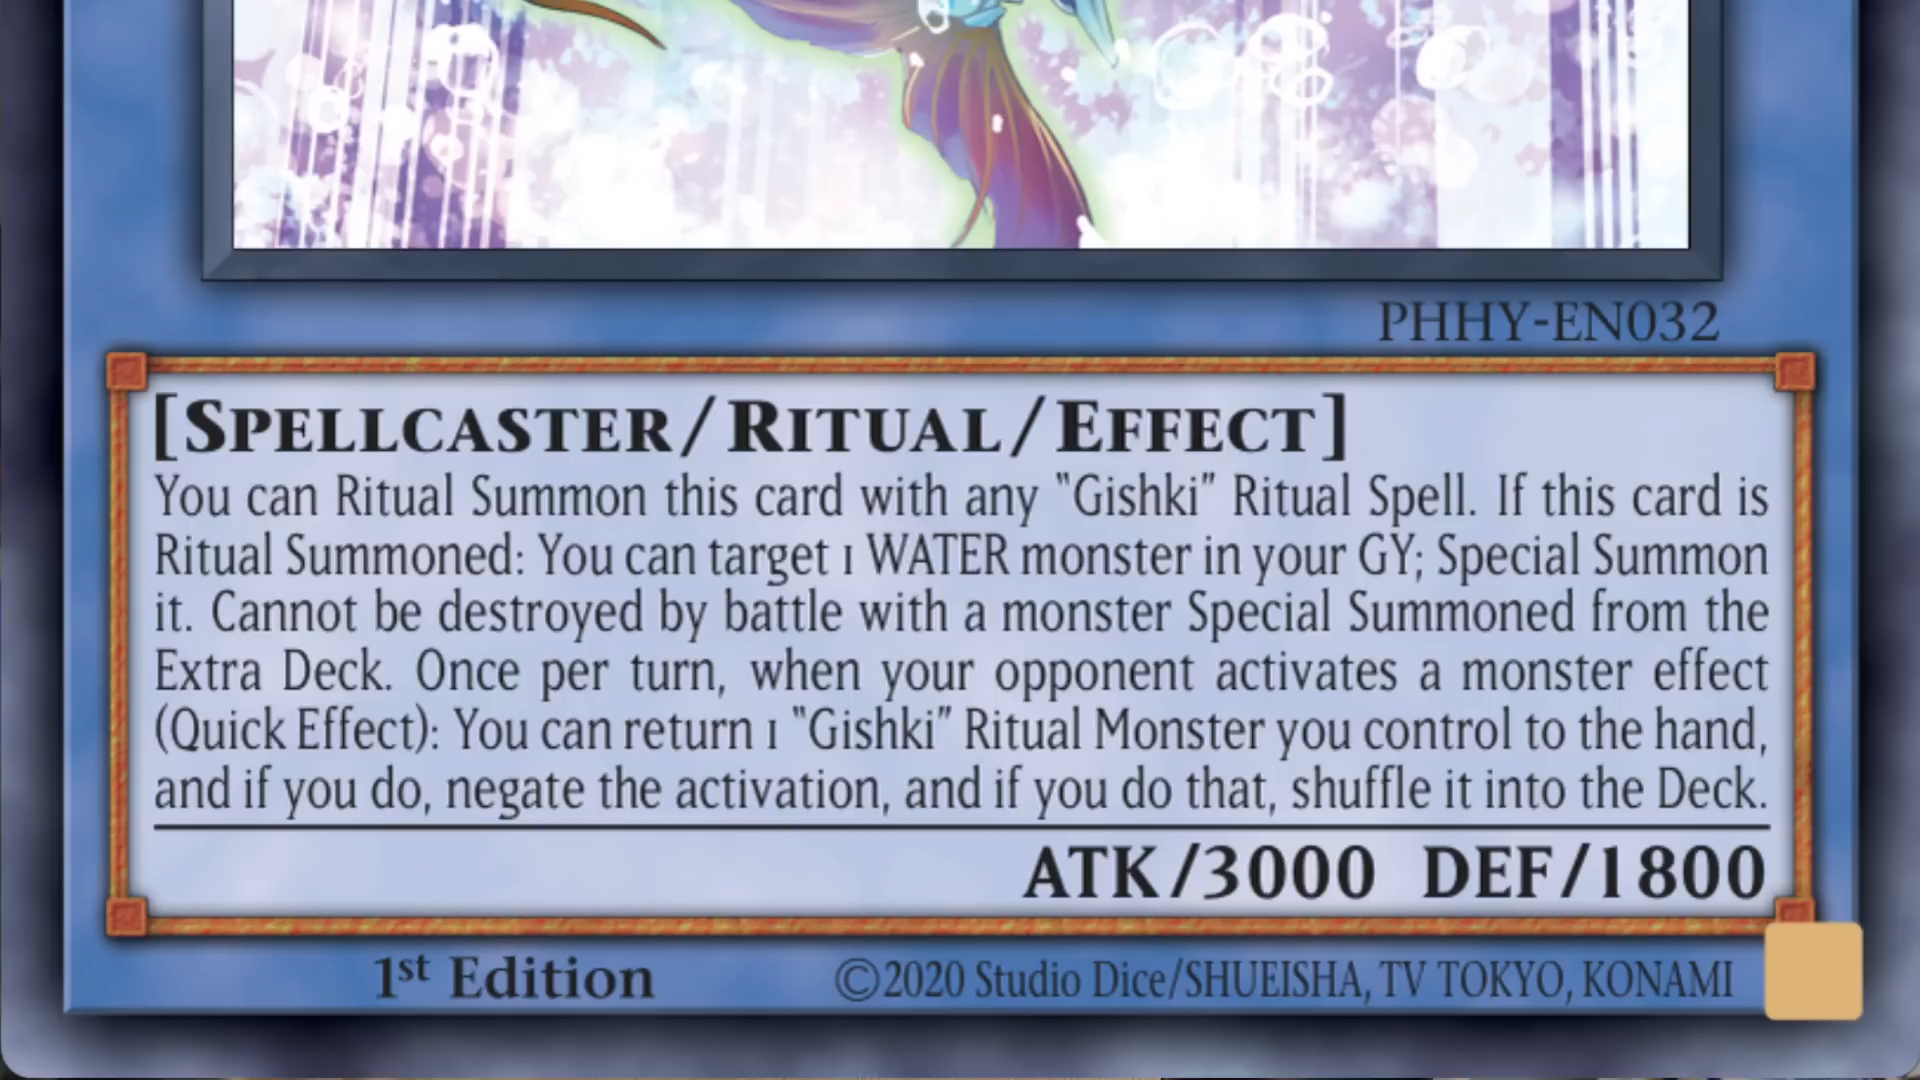 PHHY-EN032
[SPELLCASTER/RITUAL/EFFECT]
You can Ritual Summon this card with any "Gishki" Ritual Spell. If this card is
Ritual Summoned: You can target 1 WATER monster in your GY; Special Summon
it. Cannot be destroyed by battle with a monster Special Summoned from the
Extra Deck. Once per turn, when your opponent activates a monster effect
(Quick Effect): You can return 1 "Gishki" Ritual Monster you control to the hand,
and if you do, negate the activation, and if you do that, shuffle it into the Deck.
ATK/3000 DEF/1800
1st Edition ©2020 Studio Dice/SHUEISHA, TV TOKYO, KONAMI